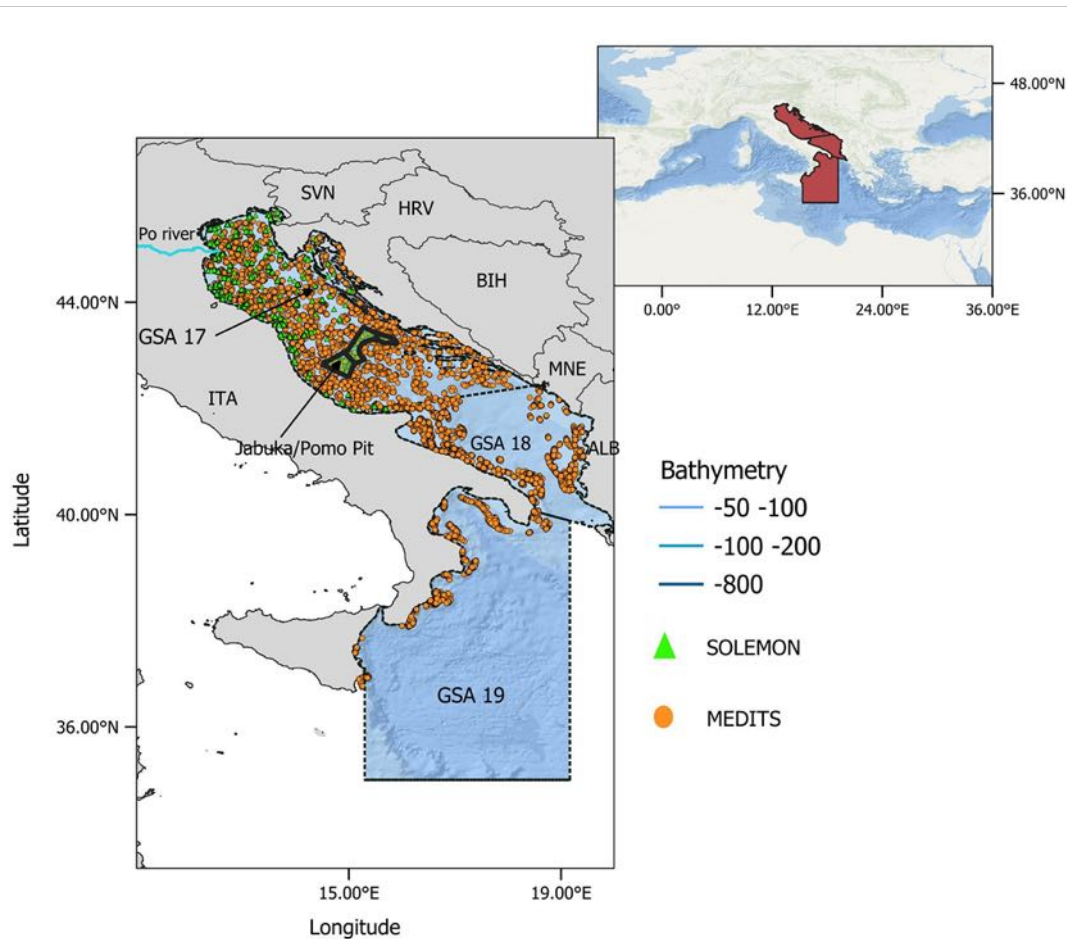 48.00°N
36.00°N
0.00°
12.00°E
24.00°E
36.00°E
SVN
HRV
Po river
BIH
44.00°N
GSA 17
MNE
ITA
Jabuka/Pomo Pit
GSA 18
ALB
Latitude
40.00°N
GSA 19
36.00°N
15.00°E
19.00°E
Longitude
Bathymetry
-50 -100
-100 -200
-800
SOLEMON
MEDITS